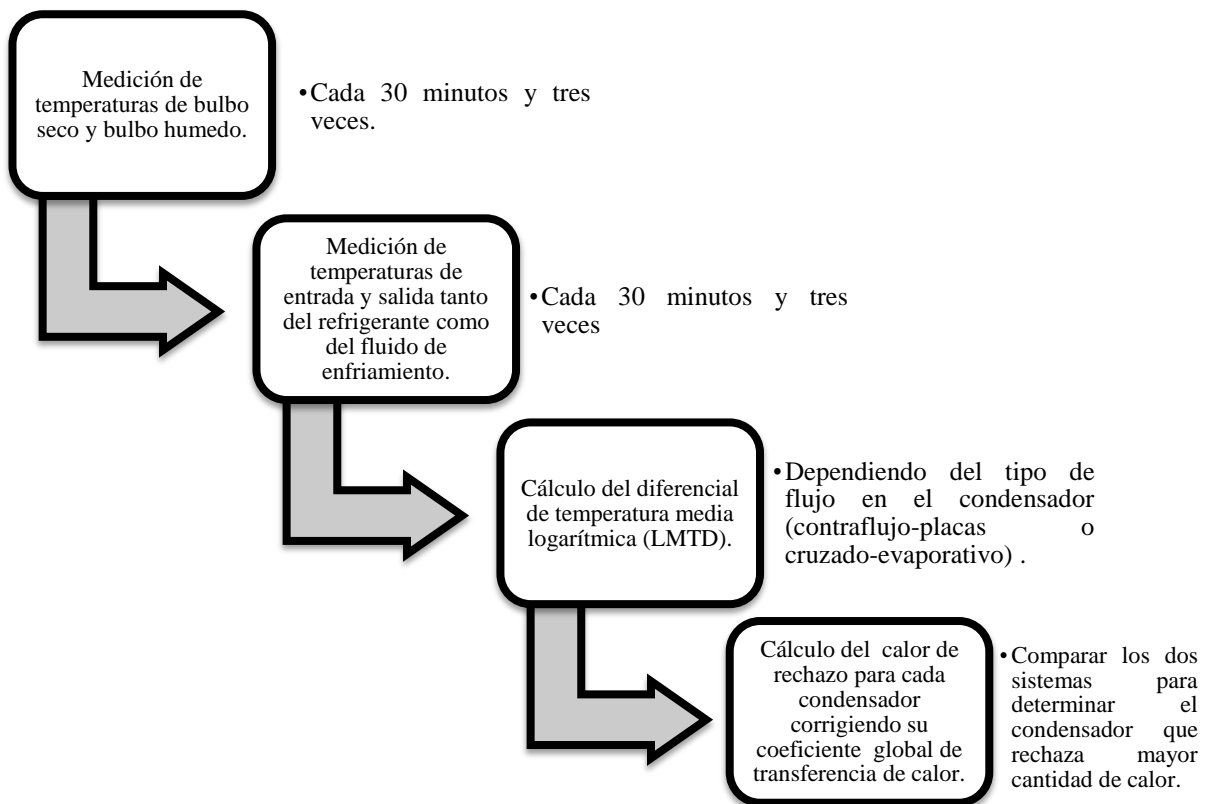 Medición de
temperaturas de bulbo
seco y bulbo humedo.
•Cada 30 minutos y tres
veces.
Medición de
temperaturas de
entrada y salida tanto
del refrigerante como
del fluido de
enfriamiento.
•Cada 30 minutos y tres
veces
Cálculo del diferencial
de temperatura media
logarítmica (LMTD).
•Dependiendo del tipo de
flujo en el condensador
(contraflujo-placas o
cruzado-evaporativo) .
Cálculo del calor de
rechazo para cada
condensador
corrigiendo su
coeficiente global de
transferencia de calor.
•Comparar los dos
sistemas para
determinar el
condensador que
rechaza mayor
cantidad de calor.